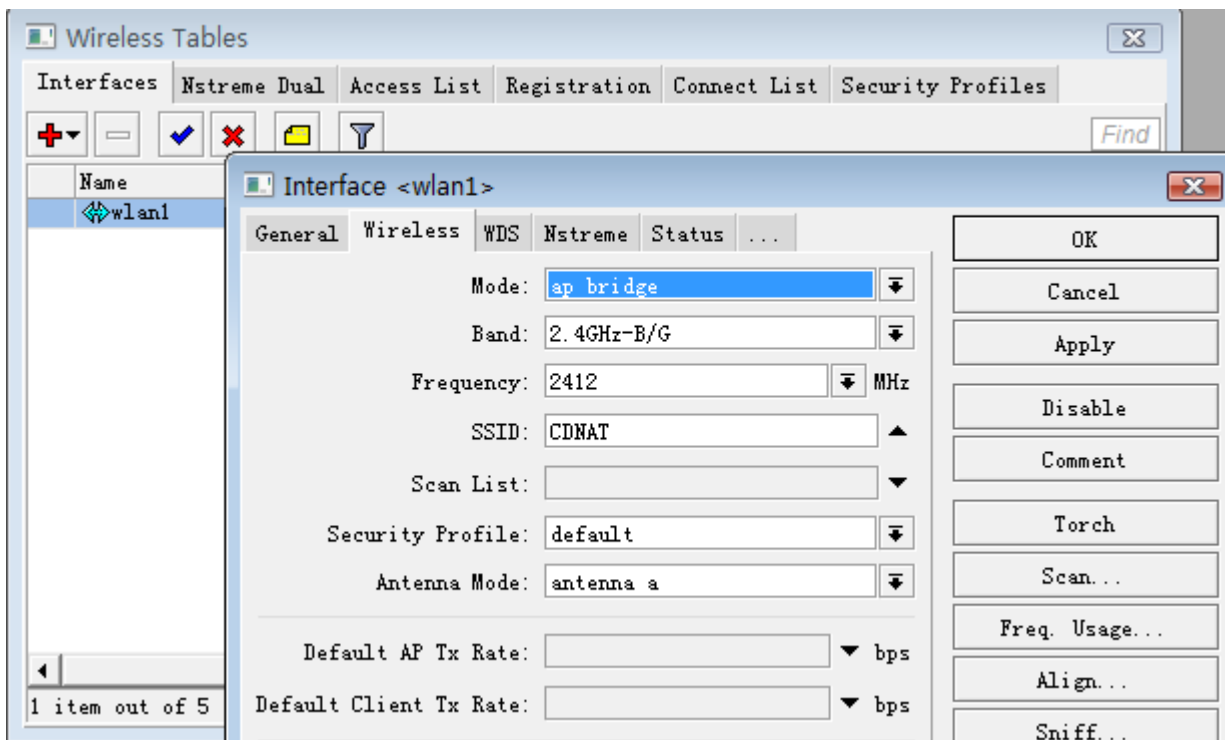 Wireless Tables
Interfaces Nstreme Dual Access List Registration Connect List Security Profiles
Find
Name
wlan1
1 item out of 5
Interface <wlan1>
General Wireless WDS Nstreme Status ...
Mode: ap bridge
Band: 2.4GHz-B/G
Frequency: 2412 MHz
SSID: CDNAT
Scan List:
Security Profile: default
Antenna Mode: antenna a
Default AP Tx Rate: bps
Default Client Tx Rate: bps
OK
Cancel
Apply
Disable
Comment
Torch
Scan...
Freq. Usage...
Align...
Sniff...